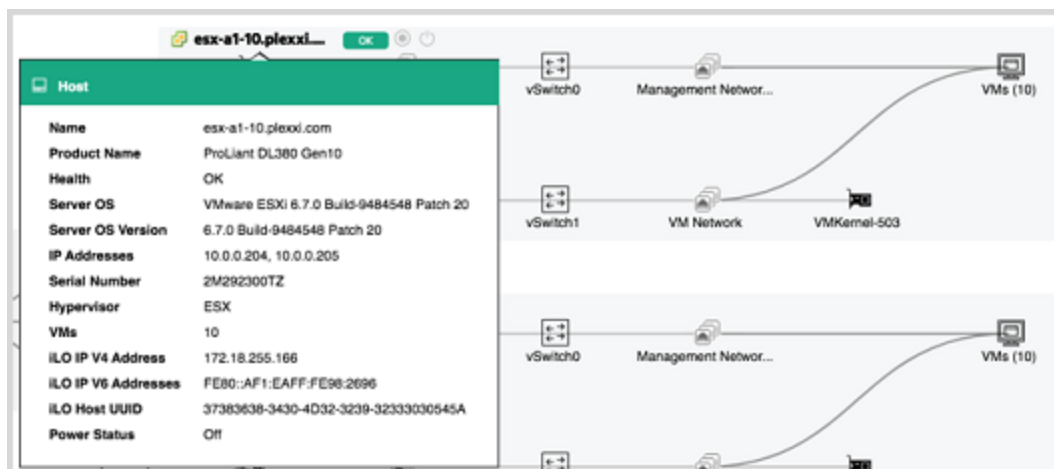 esx-a1-10.plexxi....
OK
vSwitch0
Management Networ...
VMs (10)
Host
Name esx-a1-10.plexxi.com
Product Name ProLiant DL380 Gen10
Health OK
Server OS VMware ESXi 6.7.0 Build-9484548 Patch 20
Server OS Version 6.7.0 Build-9484548 Patch 20
IP Addresses 10.0.0.204, 10.0.0.205
Serial Number 2M292300TZ
Hypervisor ESX
VMs 10
iLO IP V4 Address 172.18.255.166
iLO IP V6 Addresses FE80::AF1:EAFF:FE98:2696
iLO Host UUID 37383638-3430-4D32-3239-32333030545A
Power Status Off
vSwitch1
VM Network
VMKernel-503
vSwitch0
Management Networ...
VMs (10)